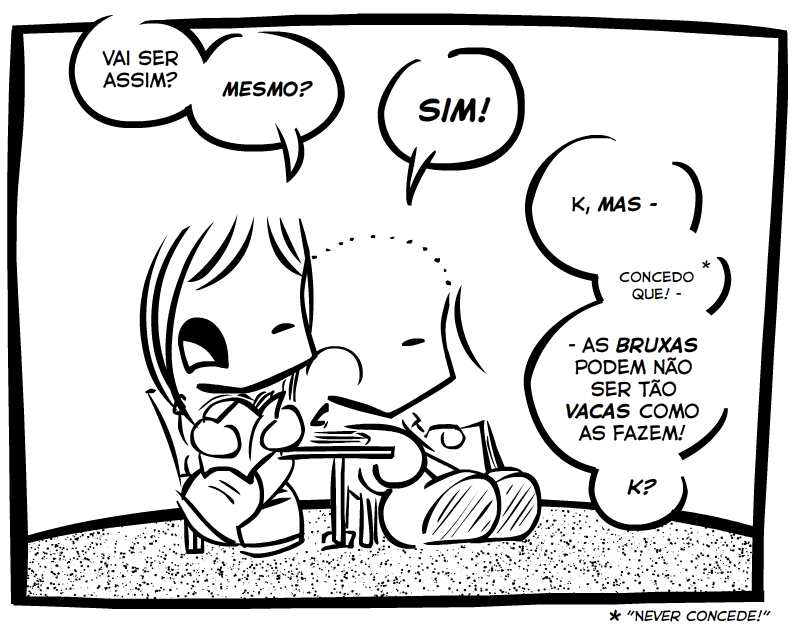 VAI SER
ASSIM?
MESMO?
SIM!
K, MAS -
CONCEDO *
QUE! -
- AS BRUXAS
PODEM NÃO
SER TÃO
VACAS COMO
AS FAZEM!
K?
* "NEVER CONCEDE!"